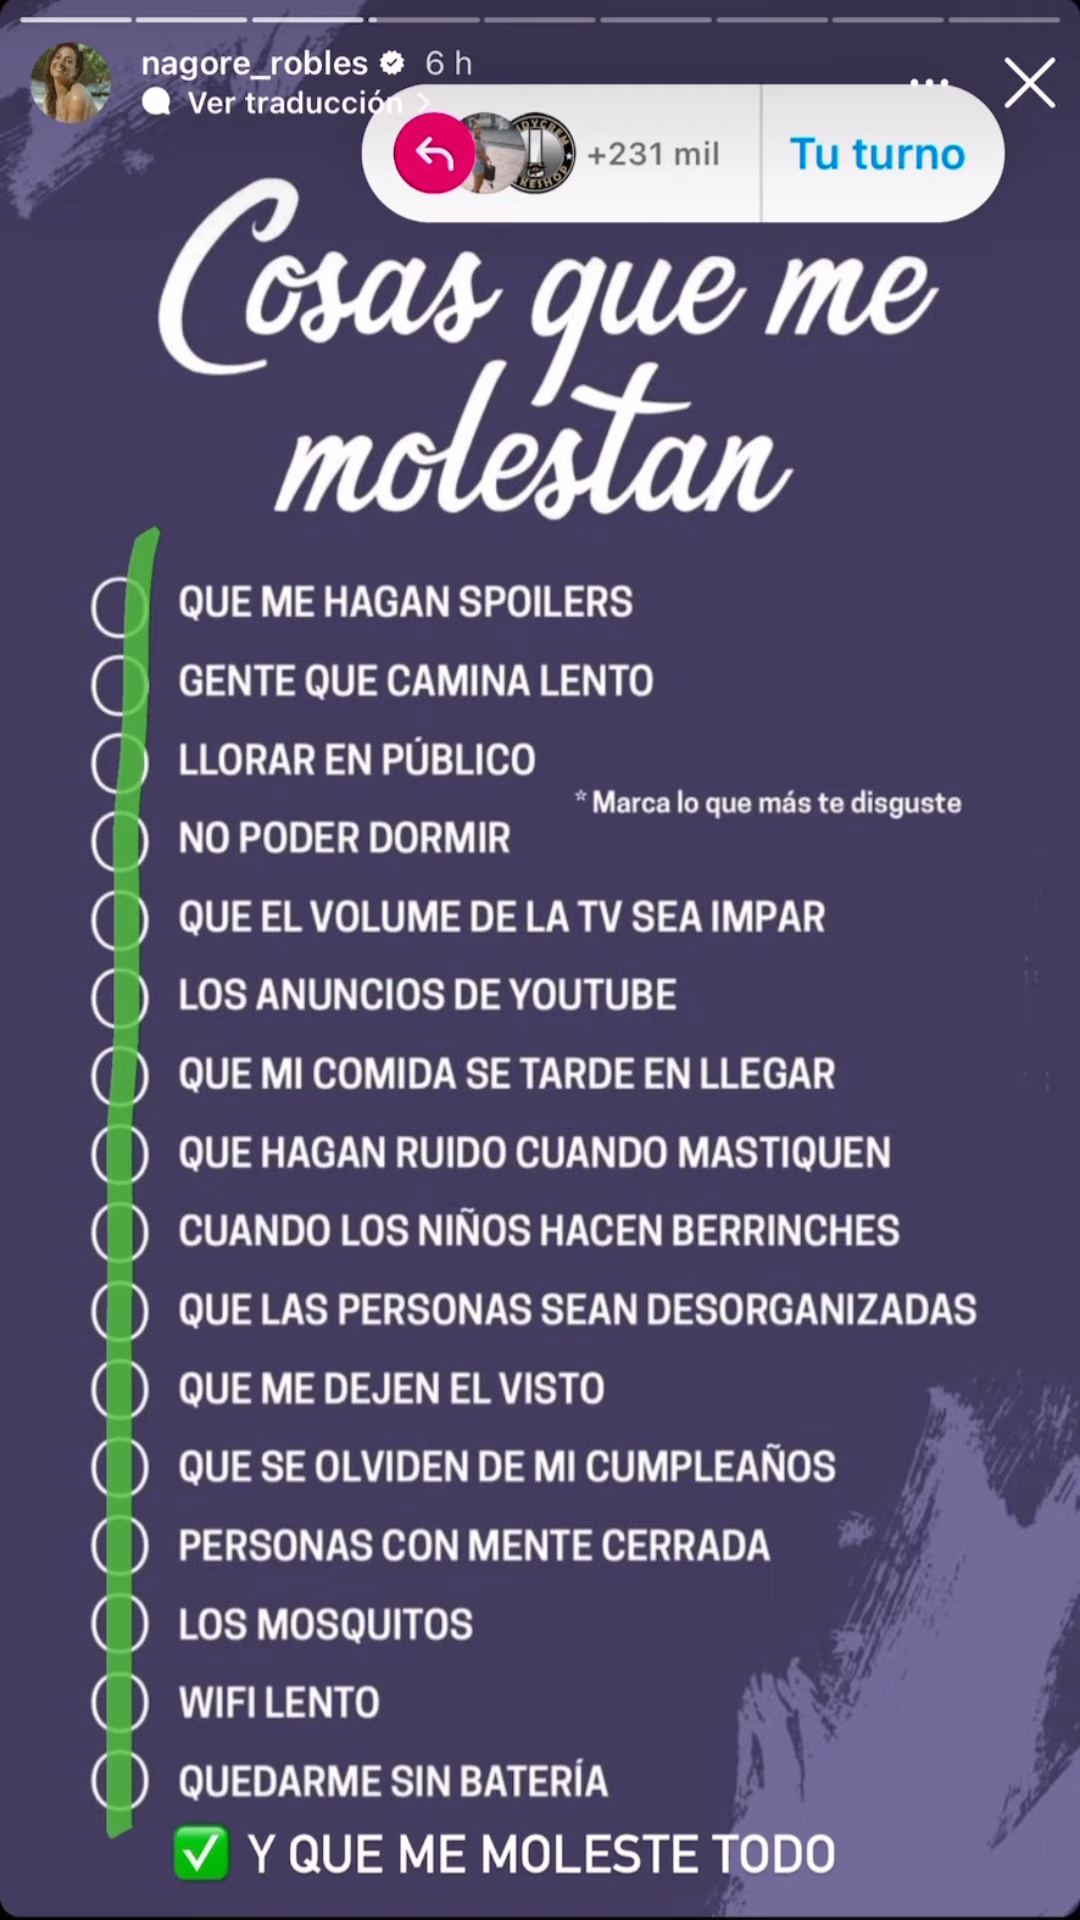 nagore_robles 6 h
Ver traducción >
+231 mil
Tu turno
Cosas que me
molestan
QUE ME HAGAN SPOILERS
GENTE QUE CAMINA LENTO
LLORAR EN PÚBLICO
* Marca lo que más te disguste
NO PODER DORMIR
QUE EL VOLUME DE LA TV SEA IMPAR
LOS ANUNCIOS DE YOUTUBE
QUE MI COMIDA SE TARDE EN LLEGAR
QUE HAGAN RUIDO CUANDO MASTIQUEN
CUANDO LOS NIÑOS HACEN BERRINCHES
QUE LAS PERSONAS SEAN DESORGANIZADAS
QUE ME DEJEN EL VISTO
QUE SE OLVIDEN DE MI CUMPLEAÑOS
PERSONAS CON MENTE CERRADA
LOS MOSQUITOS
WIFI LENTO
QUEDARME SIN BATERÍA
✅ Y QUE ME MOLESTE TODO